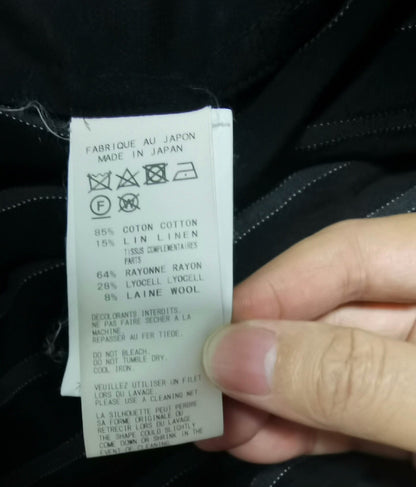 FABRIQUE AU JAPON
MADE IN JAPAN
F
W
85% COTON COTTON
15% LIN LINEN
TISSUS COMPLEMENTAIRES
PARTS
64% RAYONNE RAYON
28% LYOCELL LYOCELL
8% LAINE WOOL
DECOLORANTS INTERDITS.
NE PAS FAIRE SECHER A LA
MACHINE.
REPASSER AU FER TIEDE.
DO NOT BLEACH.
DO NOT TUMBLE DRY.
COOL IRON.
VEUILLEZ UTILISER UN FILET
LORS DU LAVAGE
PLEASE USE A CLEANING NET
LA SILHOUETTE PEUT PERDRE
SA FORME ORIGINALE OU
RETRECIR LORS DU LAVAGE
THE SHAPE COULD SLIGHTLY
COME DOWN OR SHRINK IN THE
EVENT OF CLEANING